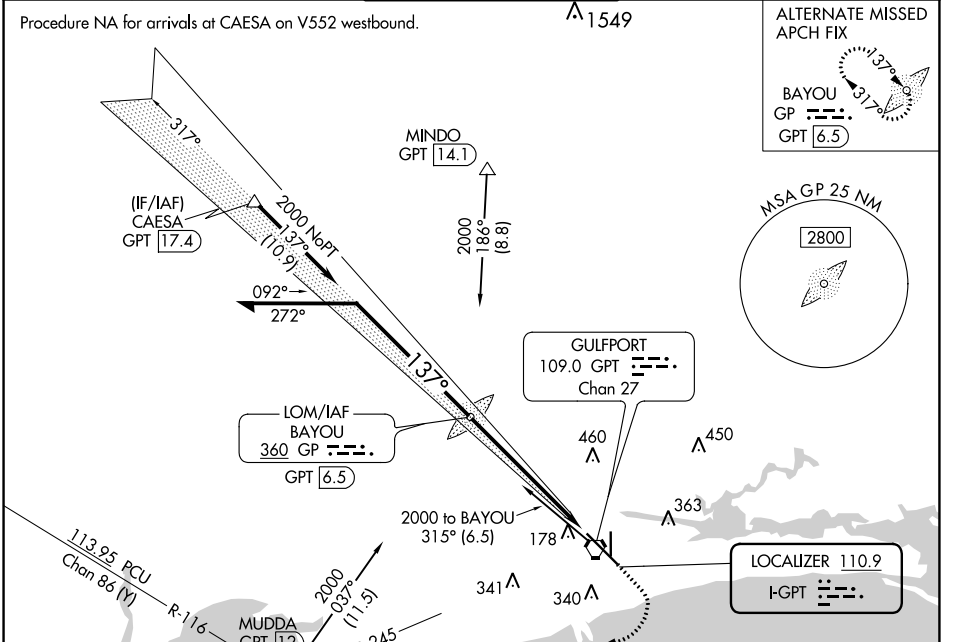 Procedure NA for arrivals at CAESA on V552 westbound.
1549
ALTERNATE MISSED
APCH FIX
137°
317°
BAYOU
GP
GPT 6.5
317°
MINDO
GPT 14.1
2000
186°
(8.8)
MSA GP 25 NM
2800
(IF/IAF)
CAESA
GPT 17.4
2000 NoPT
137°
(10.9)
092°
272°
137°
GULFPORT
109.0 GPT
Chan 27
LOM/IAF
BAYOU
360 GP
GPT 6.5
460
450
363
2000 to BAYOU
315° (6.5)
178
113.95 PCU
Chan 86 (Y)
R-116
2000
037°
(11.5)
341
340
LOCALIZER 110.9
I-GPT
MUDDA
GPT 12
245